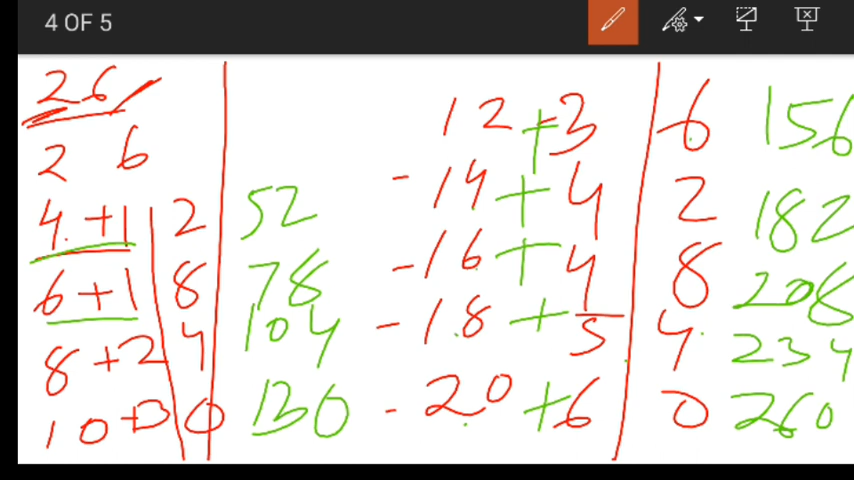 4 OF 5
26
2 6
4 +1 2 52
6 +1 8 78
8 +2 4 104
10 +3 0 130
12 +3 6 156
- 14 + 4 2 182
- 16 + 4 8 208
- 18 + 5 4 234
- 20 + 6 0 260